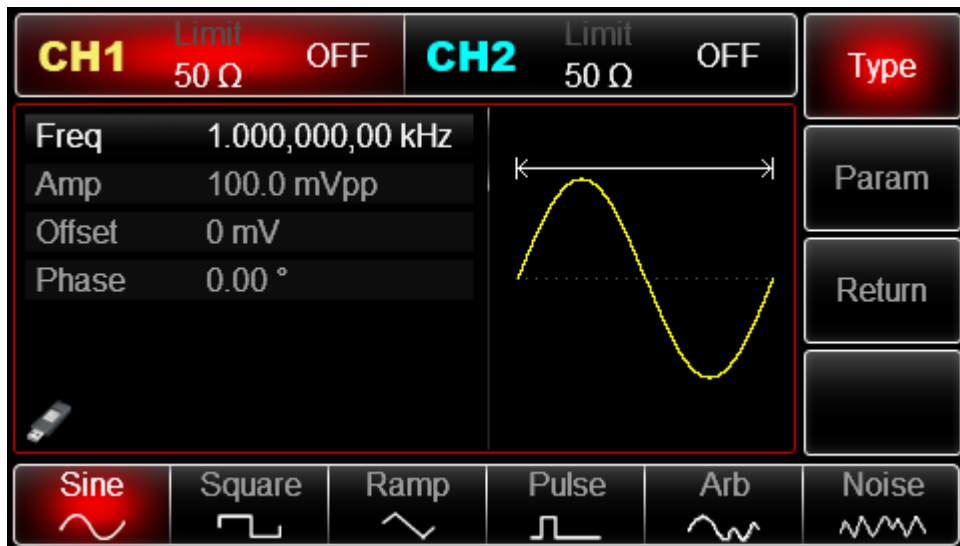 CH1 Limit 50 Ω OFF
CH2 Limit 50 Ω OFF
Type
Freq 1.000,000,00 kHz
Amp 100.0 mVpp
Offset 0 mV
Phase 0.00 °
Param
Return
Sine Square Ramp Pulse Arb Noise